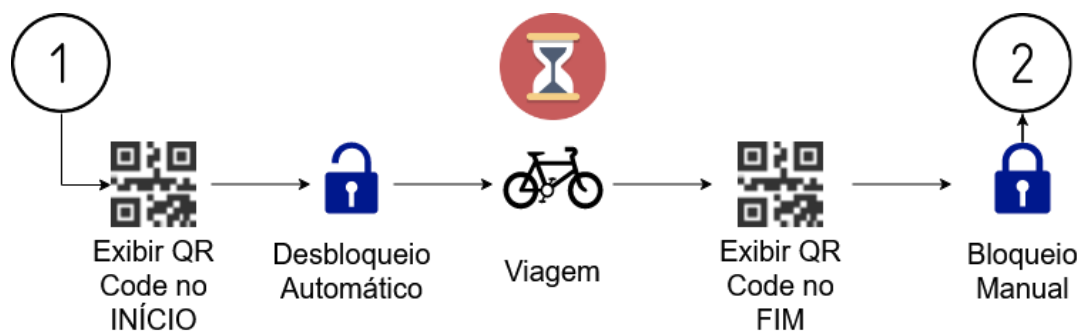 1
2
Exibir QR
Code no
INÍCIO
Desbloqueio
Automático
Viagem
Exibir QR
Code no
FIM
Bloqueio
Manual